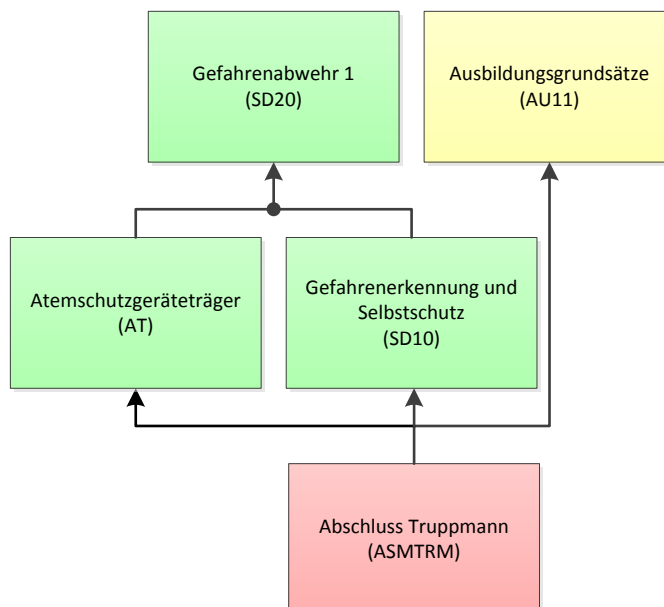 Gefahrenabwehr 1
(SD20)
Ausbildungsgrundsätze
(AU11)
Atemschutzgeräteträger
(AT)
Gefahrenerkennung und
Selbstschutz
(SD10)
Abschluss Truppmann
(ASMTRM)